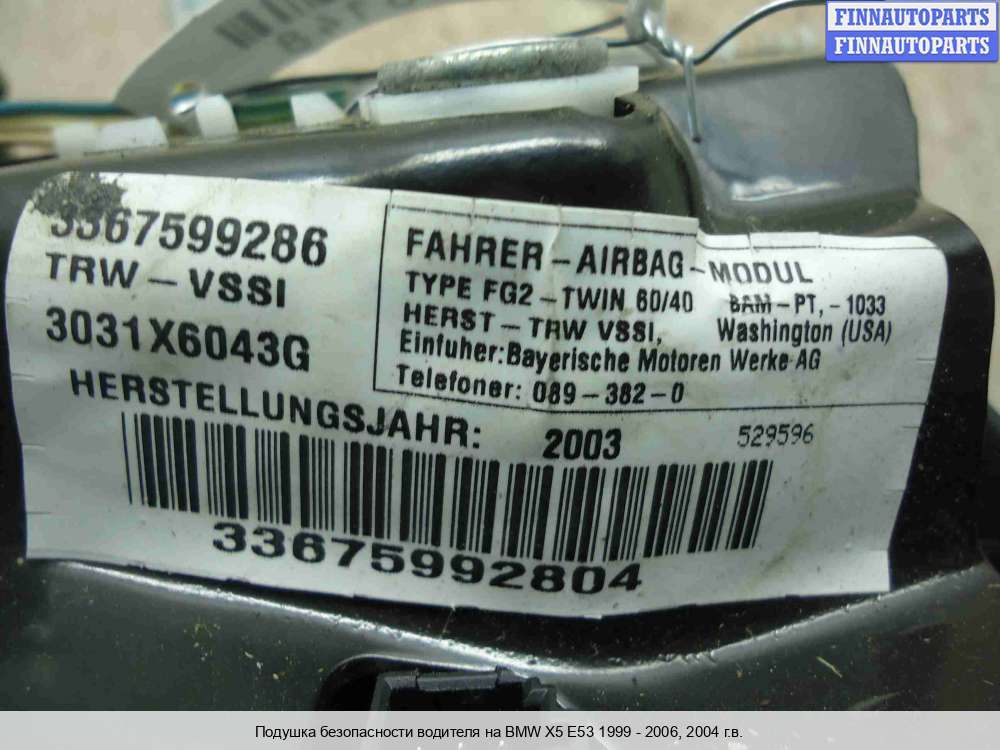 FINNAUTOPARTS
FINNAUTOPARTS
3367599286
TRW-VSSI
3031X6043G
HERSTELLUNGSJAHR: 2003
529596
FAHRER-AIRBAG-MODUL
TYPE FG2-TWIN 60/40 BAM-PT,-1033
HERST-TRW VSSI, Washington (USA)
Einfuher:Bayerische Motoren Werke AG
Telefoner: 089-382-0
33675992804
Подушка безопасности водителя на BMW X5 E53 1999 - 2006, 2004 г.в.